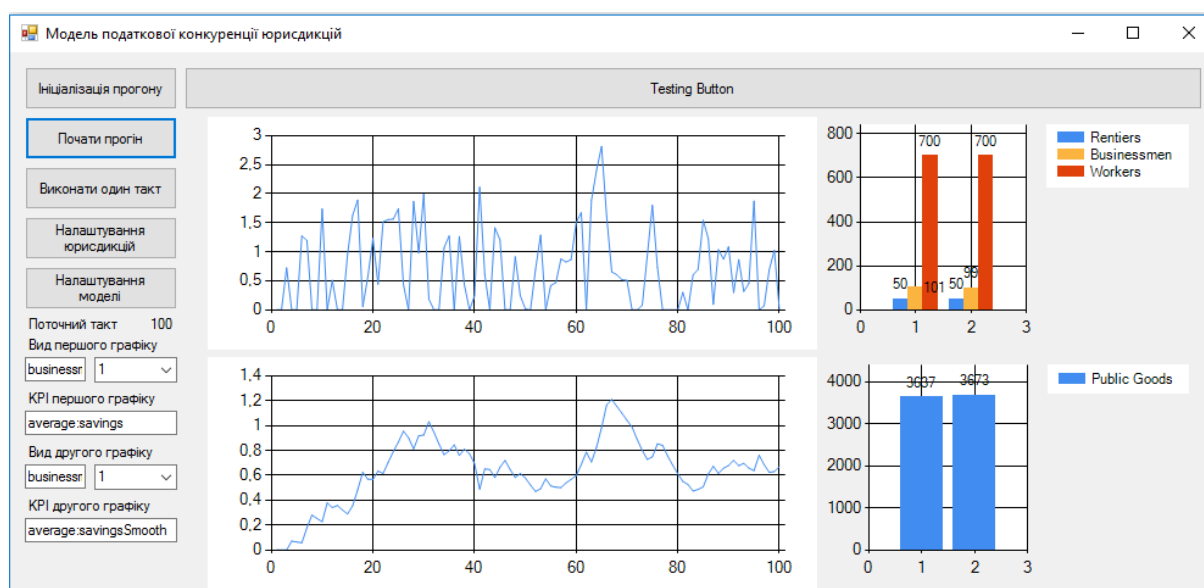 Модель податкової конкуренції юрисдикцій
Ініціалізація прогону
Testing Button
Почати прогін
Виконати один такт
Налаштування
юрисдикцій
Налаштування
моделі
Поточний такт 100
Вид першого графіку
businessr 1
KPI першого графіку
average:savings
Вид другого графіку
businessr 1
KPI другого графіку
average:savingsSmooth
3
2,5
2
1,5
1
0,5
0
0 20 40 60 80 100
800
600
400
200
0
700 700
50 101 50 99
0 1 2 3
Rentiers
Businessmen
Workers
1,4
1,2
1
0,8
0,6
0,4
0,2
0
0 20 40 60 80 100
4000
3000
2000
1000
0
3637 3673
0 1 2 3
Public Goods